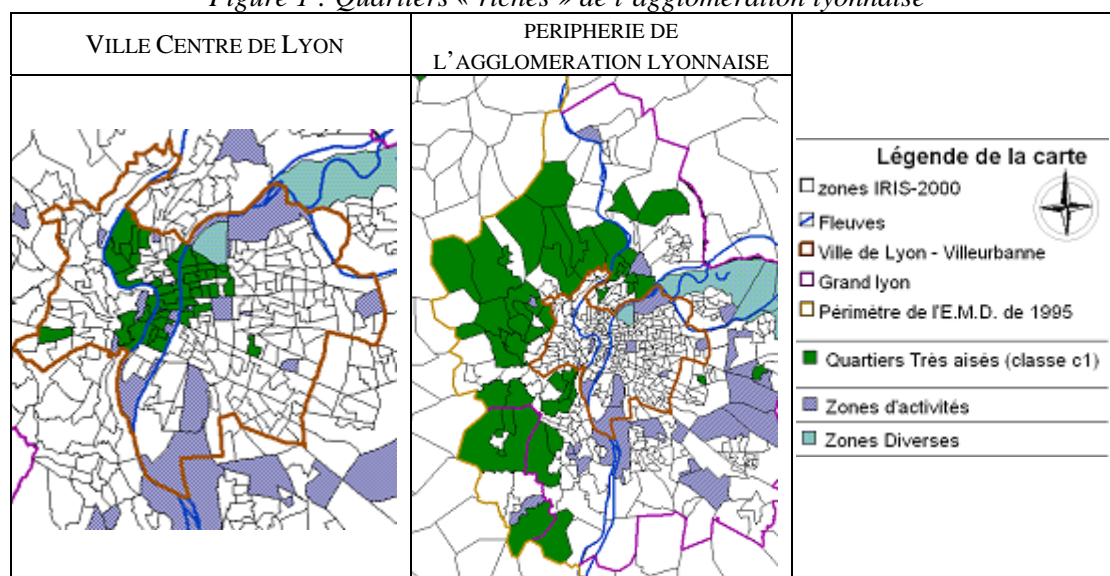 Figure 1 : Quartiers « riches » de l'agglomération lyonnaise
VILLE CENTRE DE LYON
PERIPHERIE DE
L'AGGLOMERATION LYONNAISE
Légende de la carte
zones IRIS-2000
Fleuves
Ville de Lyon - Villeurbanne
Grand lyon
Périmètre de l'E.M.D. de 1995
Quartiers Très aisés (classe c1)
Zones d'activités
Zones Diverses